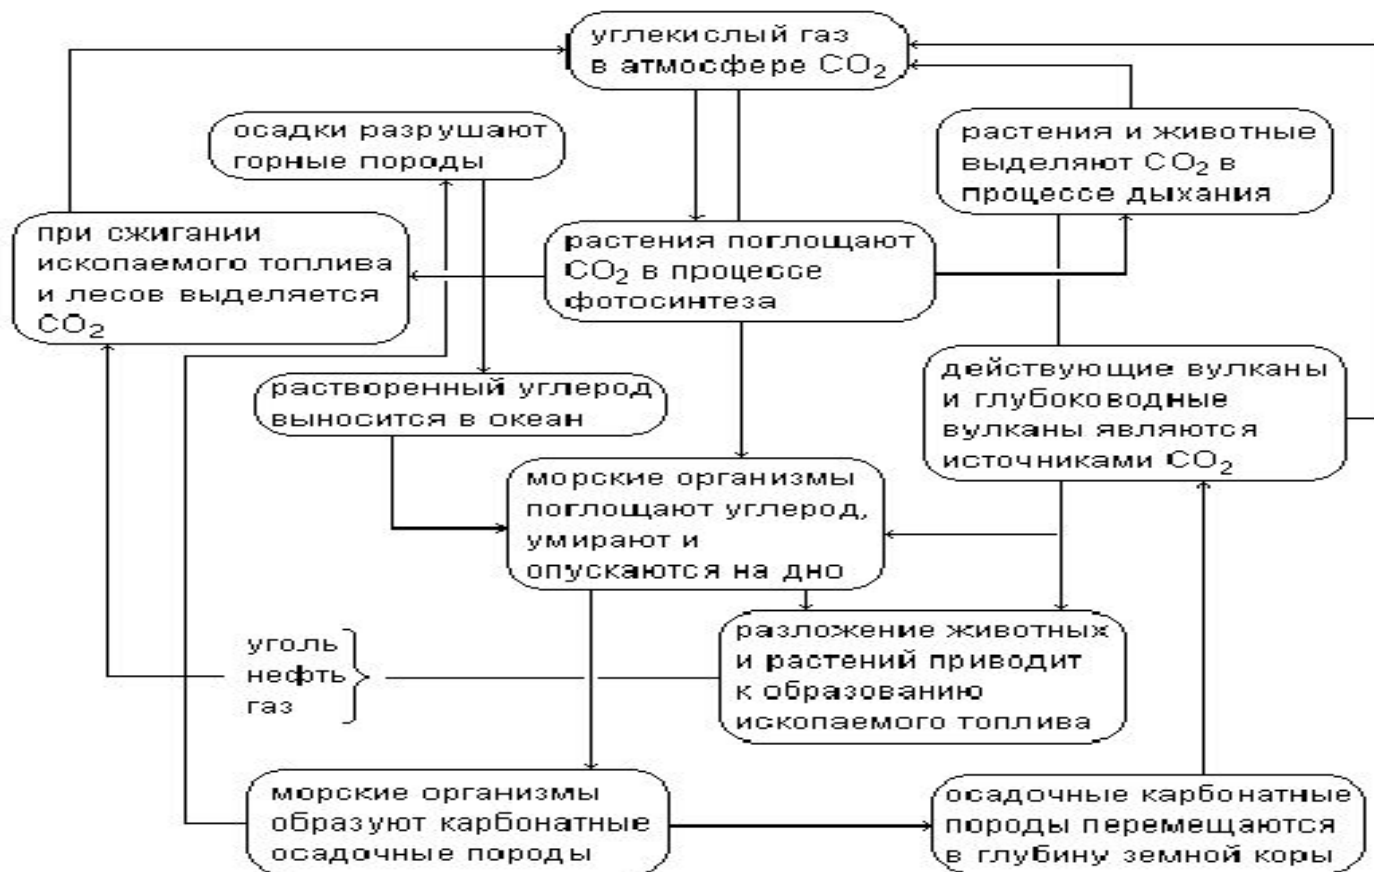 углекислый газ
в атмосфере CO2
осадки разрушают
горные породы
растения и животные
выделяют CO2 в
процессе дыхания
при сжигании
ископаемого топлива
и лесов выделяется
CO2
растения поглощают
CO2 в процессе
фотосинтеза
растворенный углерод
выносится в океан
действующие вулканы
и глубоководные
вулканы являются
источниками CO2
морские организмы
поглощают углерод,
умирают и
опускаются на дно
уголь
нефть
газ
разложение животных
и растений приводит
к образованию
ископаемого топлива
морские организмы
образуют карбонатные
осадочные породы
осадочные карбонатные
породы перемещаются
в глубину земной коры